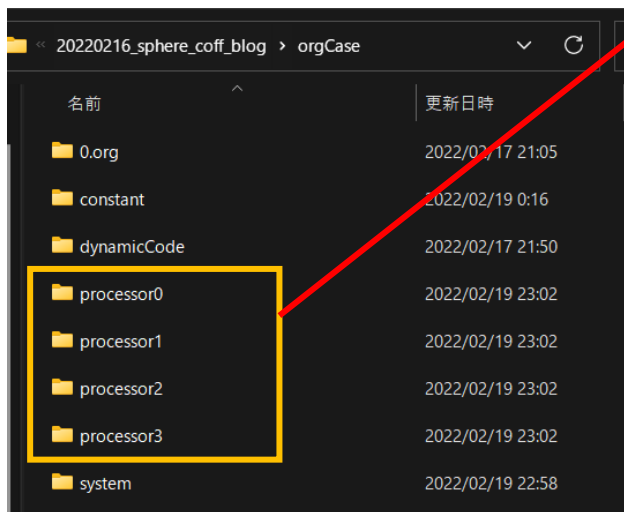 « 20220216_sphere_coff_blog > orgCase
名前 更新日時
0.org 2022/02/17 21:05
constant 2022/02/19 0:16
dynamicCode 2022/02/17 21:50
processor0 2022/02/19 23:02
processor1 2022/02/19 23:02
processor2 2022/02/19 23:02
processor3 2022/02/19 23:02
system 2022/02/19 22:58